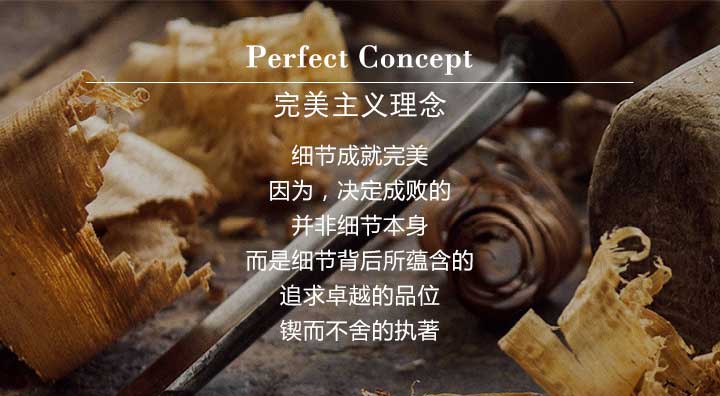 Perfect Concept
完美主义理念
细节成就完美
因为，决定成败的
并非细节本身
而是细节背后所蕴含的
追求卓越的品位
锲而不舍的执著